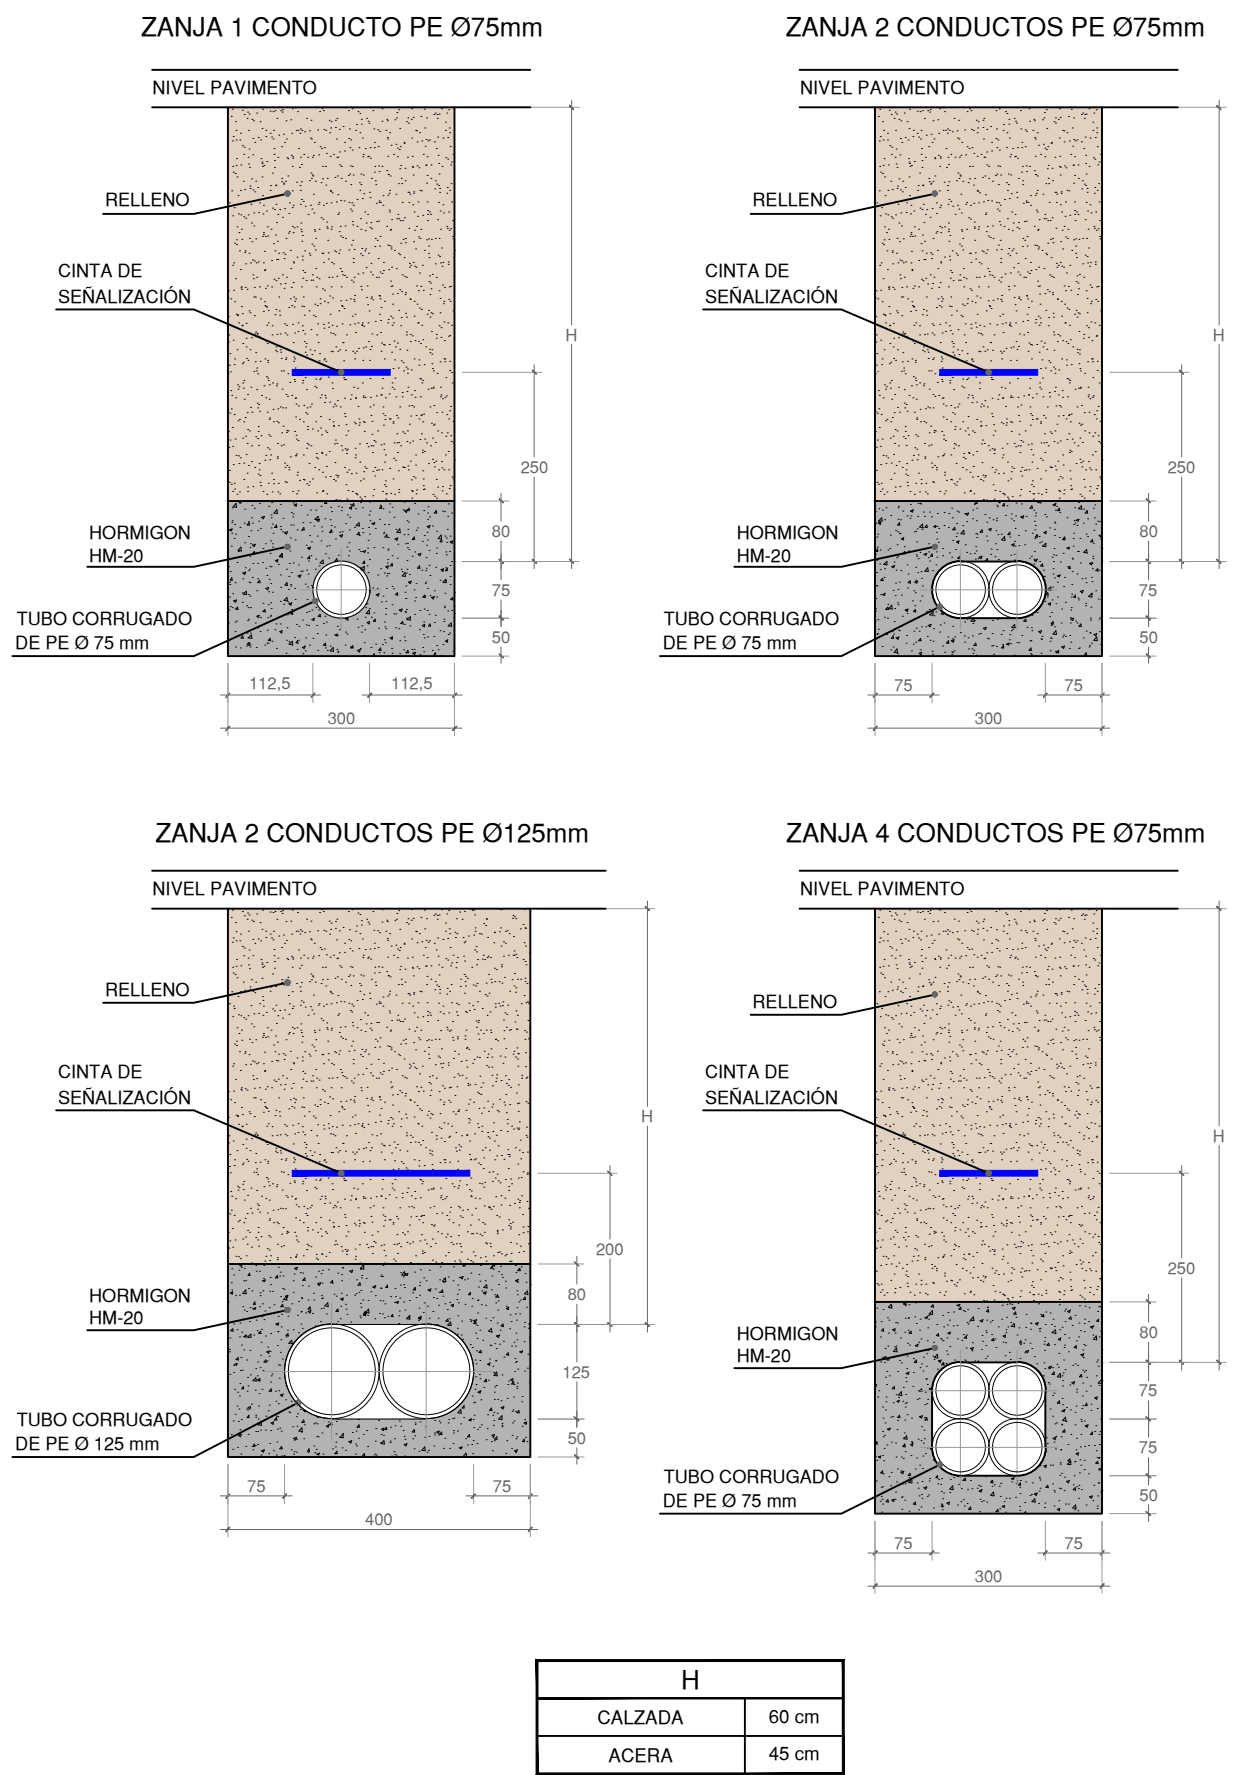 ZANJA 1 CONDUCTO PE Ø75mm
NIVEL PAVIMENTO
RELLENO
CINTA DE
SEÑALIZACIÓN
H
250
HORMIGON
HM-20
80
75
50
TUBO CORRUGADO
DE PE Ø 75 mm
112,5
112,5
300
ZANJA 2 CONDUCTOS PE Ø75mm
NIVEL PAVIMENTO
RELLENO
CINTA DE
SEÑALIZACIÓN
H
250
HORMIGON
HM-20
80
75
50
TUBO CORRUGADO
DE PE Ø 75 mm
75
75
300
ZANJA 2 CONDUCTOS PE Ø125mm
NIVEL PAVIMENTO
RELLENO
CINTA DE
SEÑALIZACIÓN
H
200
HORMIGON
HM-20
80
125
50
TUBO CORRUGADO
DE PE Ø 125 mm
75
75
400
ZANJA 4 CONDUCTOS PE Ø75mm
NIVEL PAVIMENTO
RELLENO
CINTA DE
SEÑALIZACIÓN
H
250
HORMIGON
HM-20
80
75
75
50
TUBO CORRUGADO
DE PE Ø 75 mm
75
75
300
H
CALZADA 60 cm
ACERA 45 cm